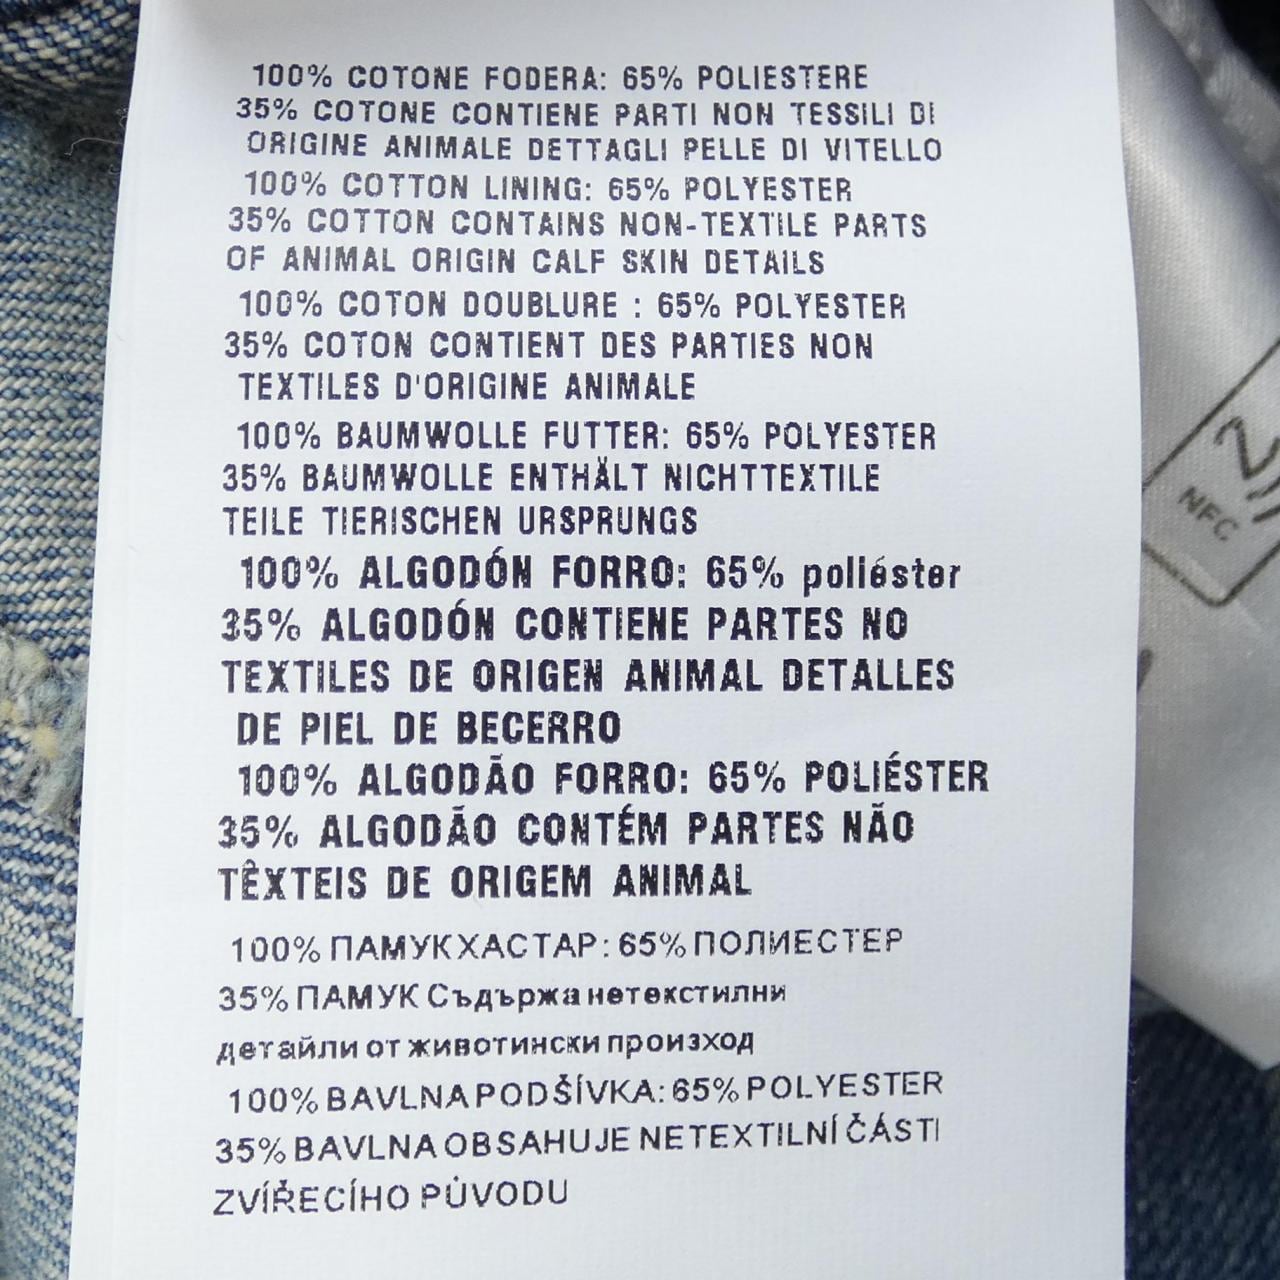 100% COTONE FODERA: 65% POLIESTERE
35% COTONE CONTIENE PARTI NON TESSILI DI
ORIGINE ANIMALE DETTAGLI PELLE DI VITELLO
100% COTTON LINING: 65% POLYESTER
35% COTTON CONTAINS NON-TEXTILE PARTS
OF ANIMAL ORIGIN CALF SKIN DETAILS
100% COTON DOUBLURE : 65% POLYESTER
35% COTON CONTIENT DES PARTIES NON
TEXTILES D'ORIGINE ANIMALE
100% BAUMWOLLE FUTTER: 65% POLYESTER
35% BAUMWOLLE ENTHÄLT NICHTTEXTILE
TEILE TIERISCHEN URSPRUNGS
100% ALGODÓN FORRO: 65% poliéster
35% ALGODÓN CONTIENE PARTES NO
TEXTILES DE ORIGEN ANIMAL DETALLES
DE PIEL DE BECERRO
100% ALGODÃO FORRO: 65% POLIÉSTER
35% ALGODÃO CONTÉM PARTES NÃO
TÊXTEIS DE ORIGEM ANIMAL
100% ПАМУК ХАСТАР: 65% ПОЛИЕСТЕР
35% ПАМУК Съдържа нетекстилни
детайли от животински произход
100% BAVLNA PODŠÍVKA: 65% POLYESTER
35% BAVLNA OBSAHUJE NETEXTILNÍ ČÁSTI
ZVÍŘECÍHO PŮVODU
NFC